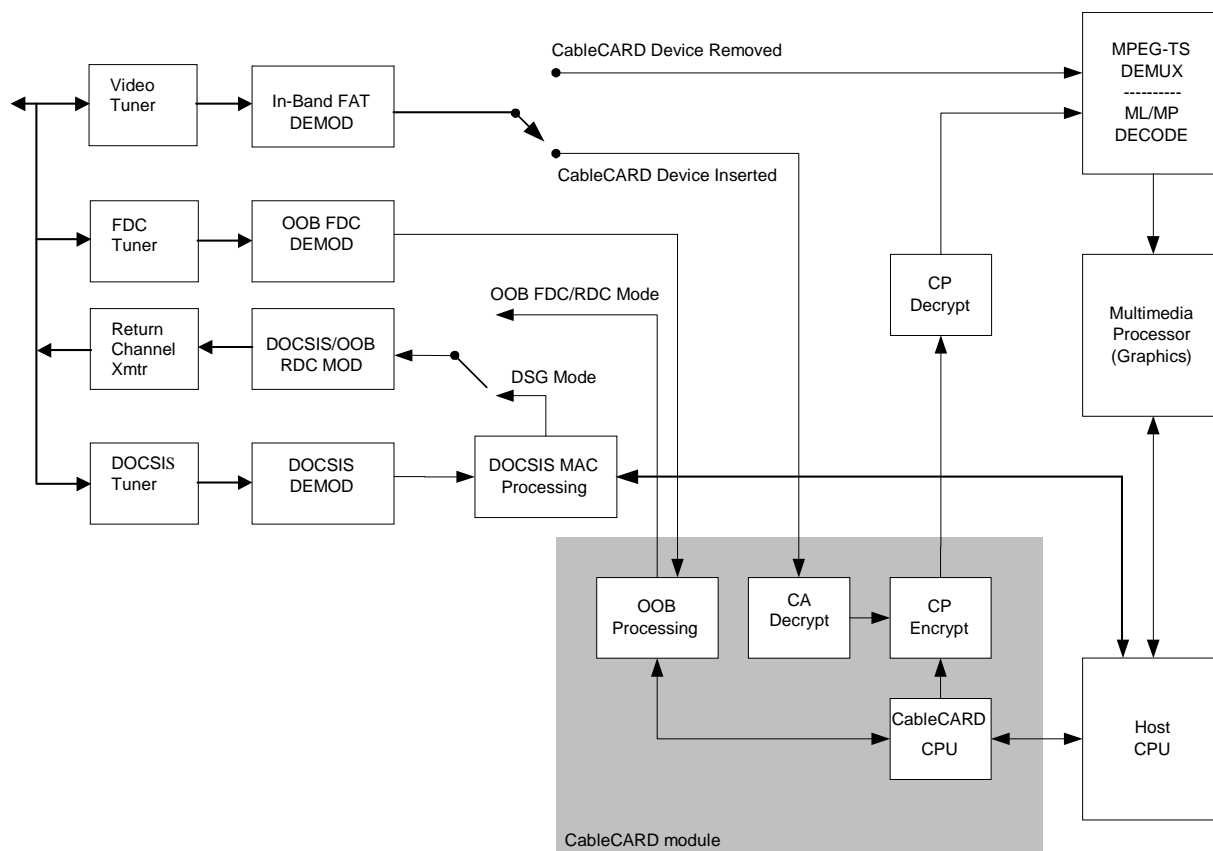 CableCARD Device Removed
MPEG-TS
DEMUX
----------
ML/MP
DECODE
Video
Tuner
In-Band FAT
DEMOD
CableCARD Device Inserted
FDC
Tuner
OOB FDC
DEMOD
CP
Decrypt
OOB FDC/RDC Mode
Multimedia
Processor
(Graphics)
Return
Channel
Xmtr
DOCSIS/OOB
RDC MOD
DSG Mode
DOCSIS
Tuner
DOCSIS
DEMOD
DOCSIS MAC
Processing
OOB
Processing
CA
Decrypt
CP
Encrypt
CableCARD
CPU
Host
CPU
CableCARD module